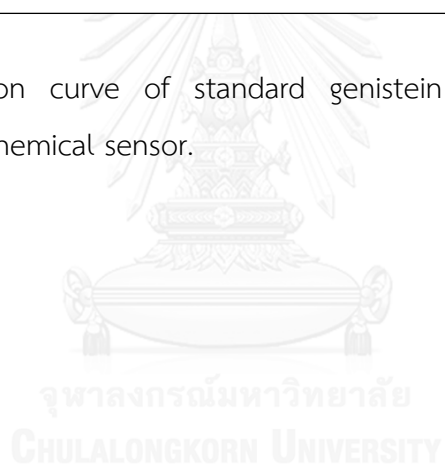 on curve of standard genistein
hemical sensor.
จุฬาลงกรณ์มหาวิทยาลัย
CHULALONGKORN UNIVERSITY